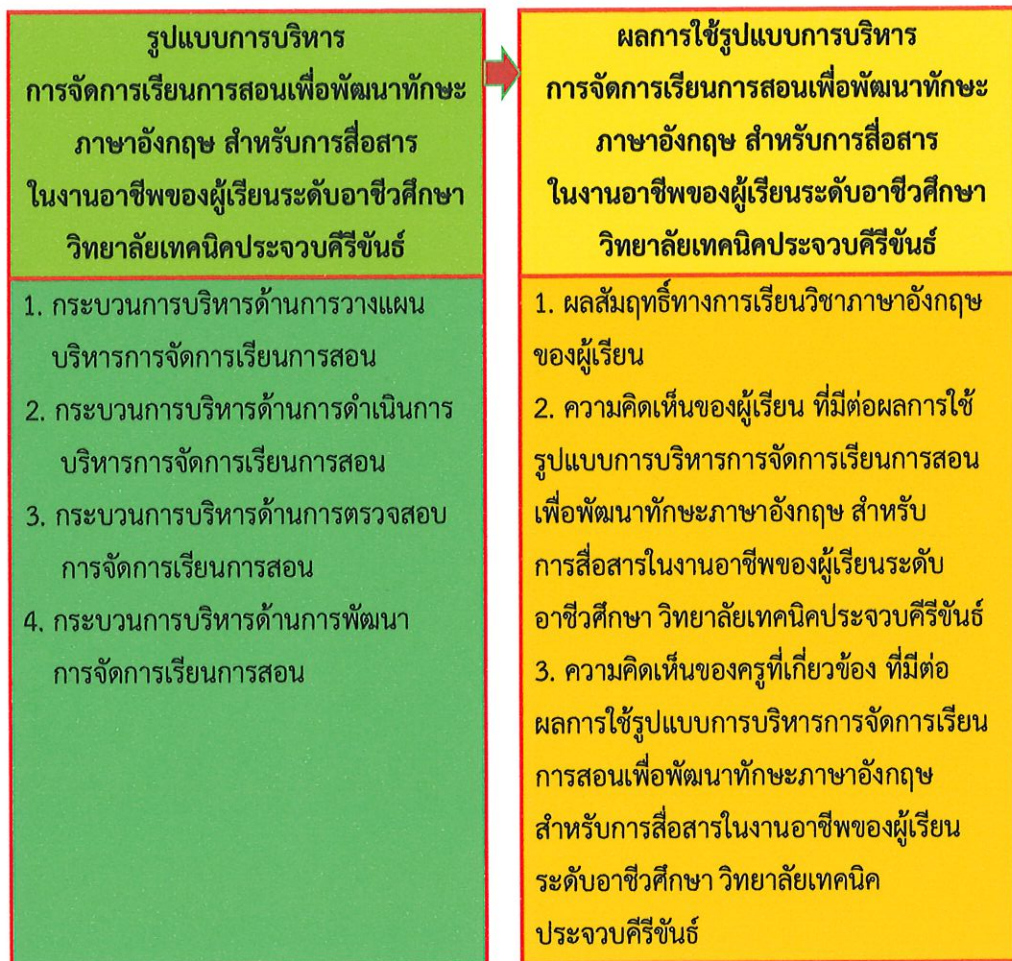 รูปแบบการบริหาร
การจัดการเรียนการสอนเพื่อพัฒนาทักษะ
ภาษาอังกฤษ สำหรับการสื่อสาร
ในงานอาชีพของผู้เรียนระดับอาชีวศึกษา
วิทยาลัยเทคนิคประจวบคีรีขันธ์
1. กระบวนการบริหารด้านการวางแผน
บริหารการจัดการเรียนการสอน
2. กระบวนการบริหารด้านการดำเนินการ
บริหารการจัดการเรียนการสอน
3. กระบวนการบริหารด้านการตรวจสอบ
การจัดการเรียนการสอน
4. กระบวนการบริหารด้านการพัฒนา
การจัดการเรียนการสอน
ผลการใช้รูปแบบการบริหาร
การจัดการเรียนการสอนเพื่อพัฒนาทักษะ
ภาษาอังกฤษ สำหรับการสื่อสาร
ในงานอาชีพของผู้เรียนระดับอาชีวศึกษา
วิทยาลัยเทคนิคประจวบคีรีขันธ์
1. ผลสัมฤทธิ์ทางการเรียนวิชาภาษาอังกฤษ
ของผู้เรียน
2. ความคิดเห็นของผู้เรียน ที่มีต่อผลการใช้
รูปแบบการบริหารการจัดการเรียนการสอน
เพื่อพัฒนาทักษะภาษาอังกฤษ สำหรับ
การสื่อสารในงานอาชีพของผู้เรียนระดับ
อาชีวศึกษา วิทยาลัยเทคนิคประจวบคีรีขันธ์
3. ความคิดเห็นของครูที่เกี่ยวข้อง ที่มีต่อ
ผลการใช้รูปแบบการบริหารการจัดการเรียน
การสอนเพื่อพัฒนาทักษะภาษาอังกฤษ
สำหรับการสื่อสารในงานอาชีพของผู้เรียน
ระดับอาชีวศึกษา วิทยาลัยเทคนิค
ประจวบคีรีขันธ์